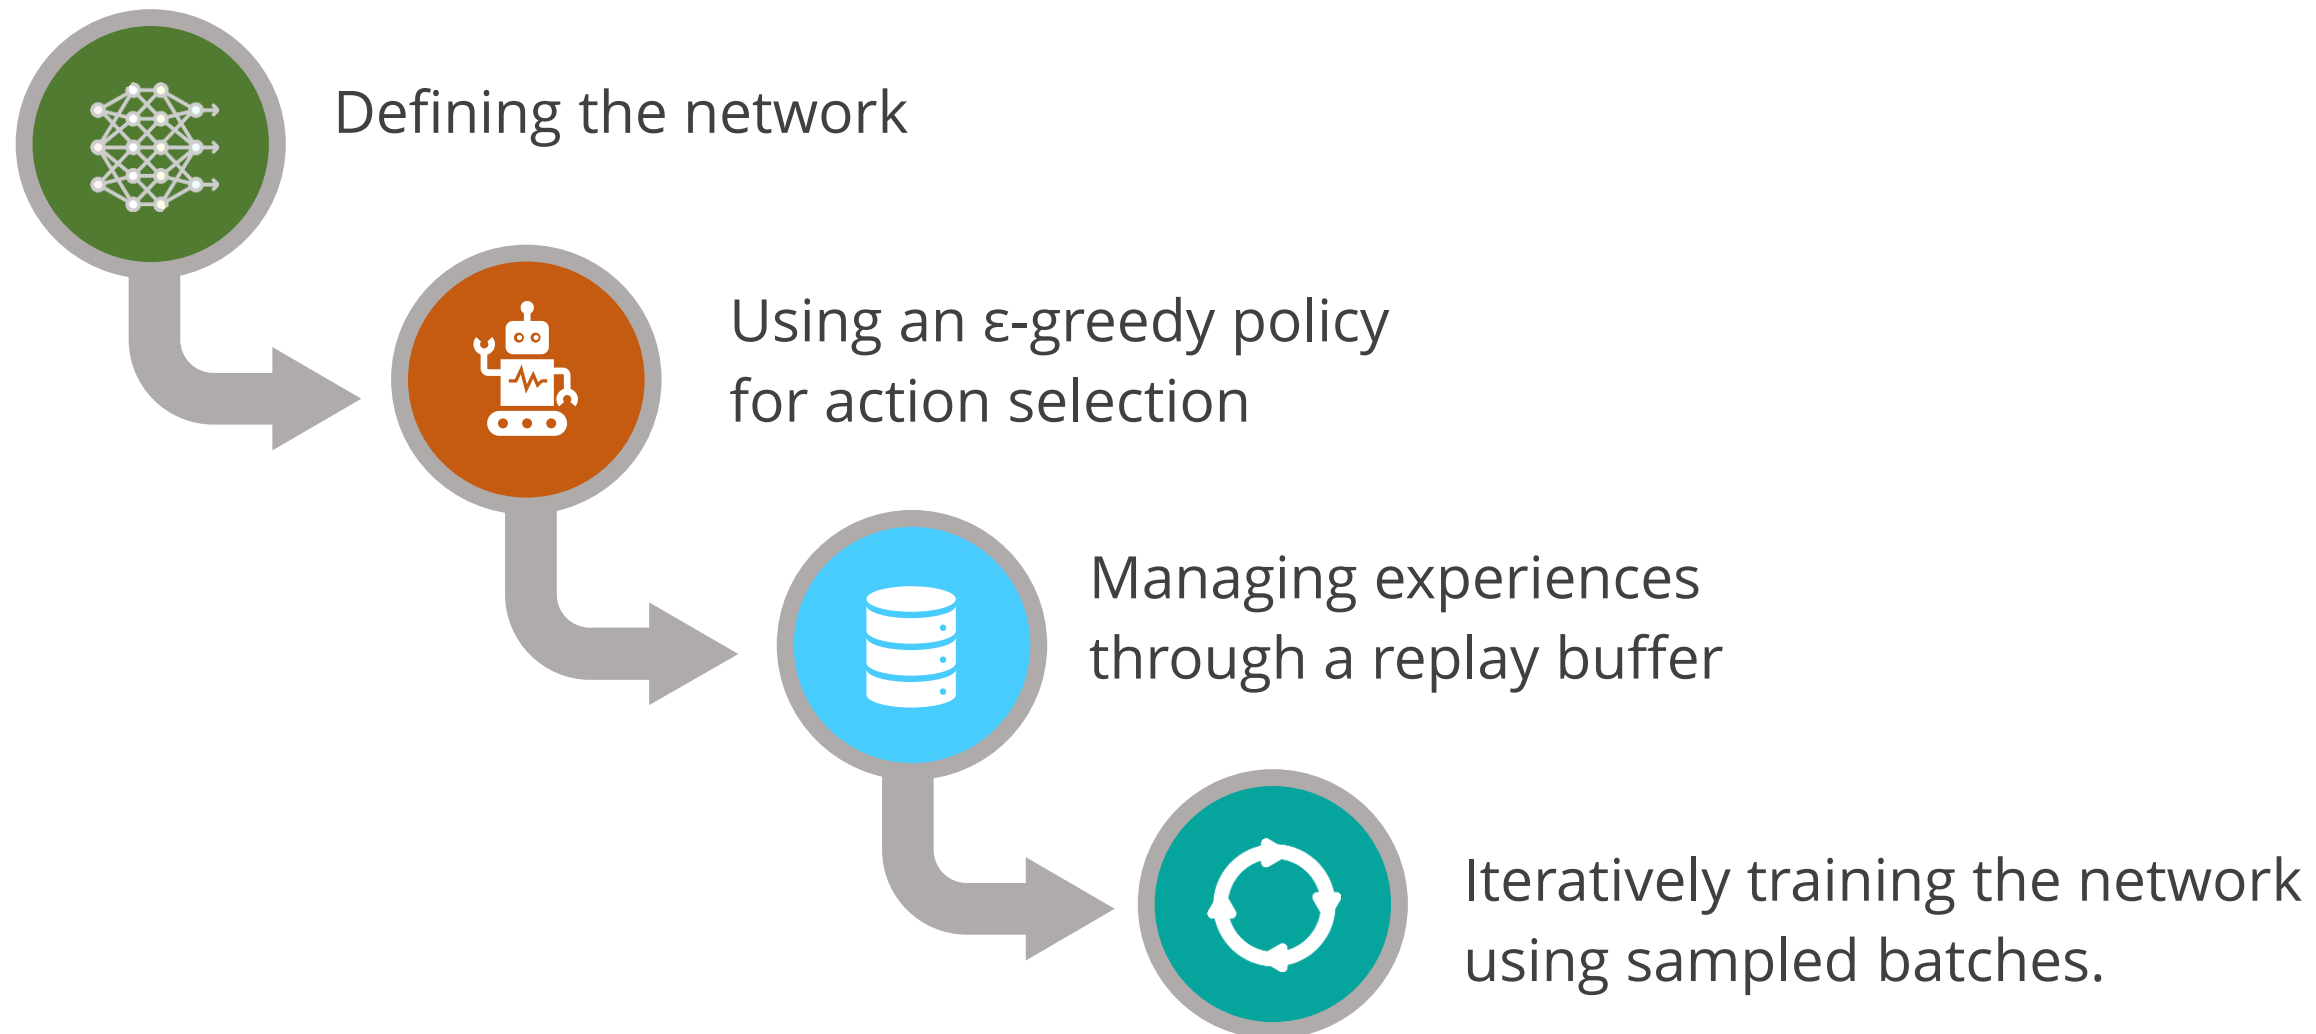 Defining the network
Using an ε-greedy policy
for action selection
Managing experiences
through a replay buffer
Iteratively training the network
using sampled batches.